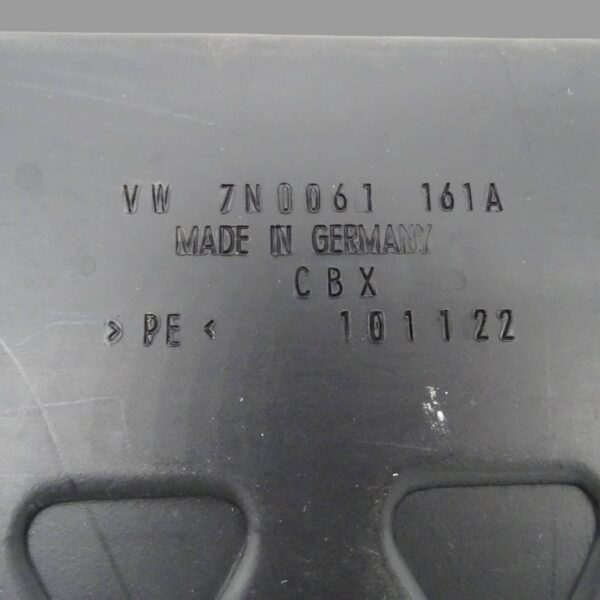 VW 7N0061 161A
MADE IN GERMANY
CBX
>PE< 101122